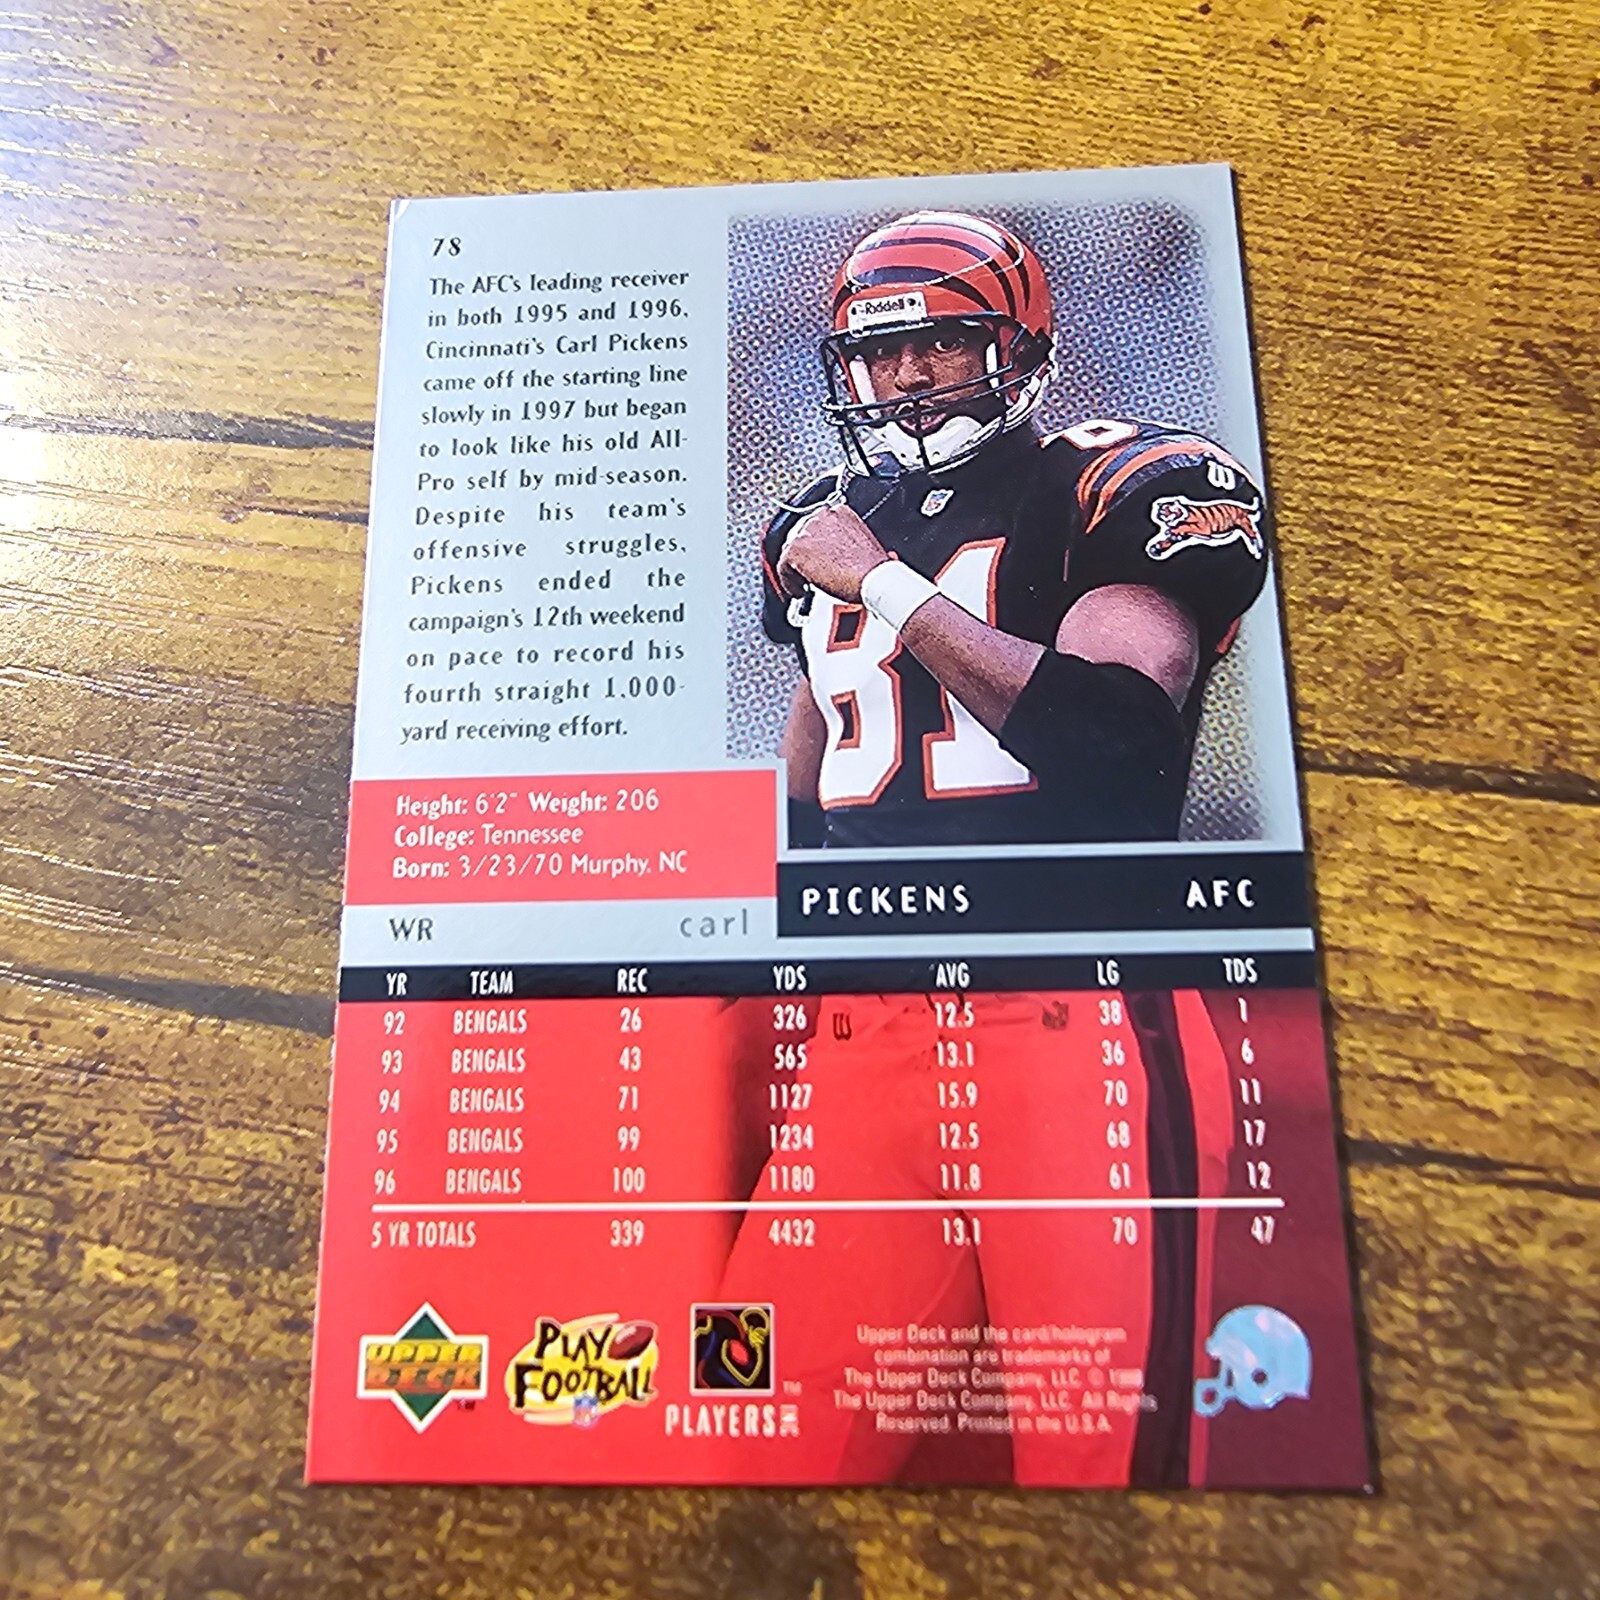 78
The AFC's leading receiver
in both 1995 and 1996,
Cincinnati's Carl Pickens
came off the starting line
slowly in 1997 but began
to look like his old All-
Pro self by mid-season.
Despite his team's
offensive struggles,
Pickens ended the
campaign's 12th weekend
on pace to record his
fourth straight 1,000-
yard receiving effort.
Riddell
81
Height: 6'2" Weight: 206
College: Tennessee
Born: 3/23/70 Murphy, NC
WR carl PICKENS AFC
YR TEAM REC YDS AVG LG TDS
92 BENGALS 26 326 12.5 38 1
93 BENGALS 43 565 13.1 36 6
94 BENGALS 71 1127 15.9 70 11
95 BENGALS 99 1234 12.5 68 17
96 BENGALS 100 1180 11.8 61 12
5 YR TOTALS 339 4432 13.1 70 47
UPPER DECK
PLAY FOOTBALL
PLAYERS INC
Upper Deck and the card/hologram
combination are trademarks of
The Upper Deck Company, LLC. ©
The Upper Deck Company, LLC. All Rights
Reserved. Printed in the U.S.A.